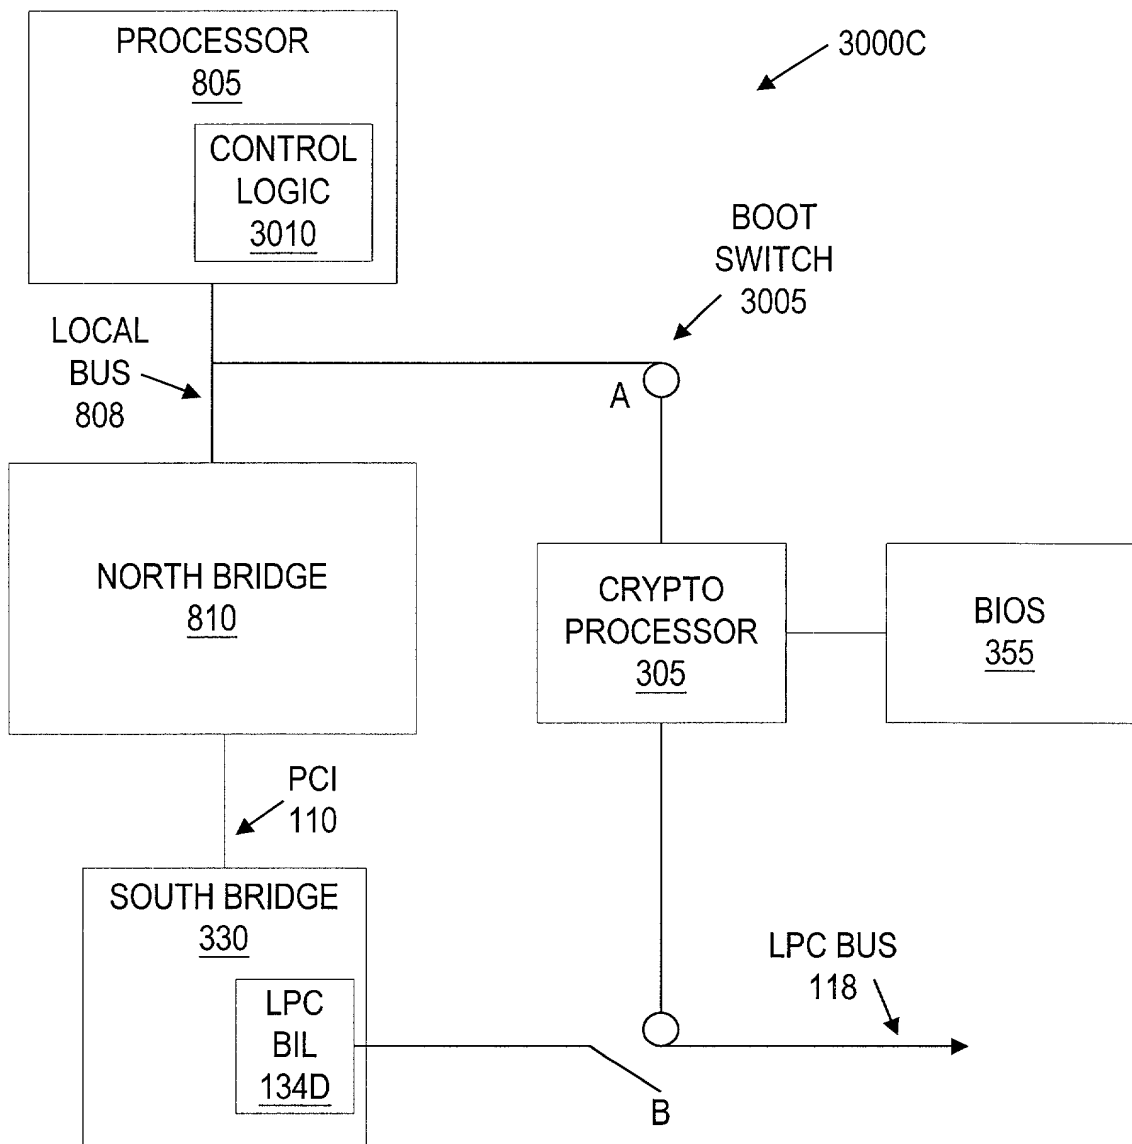 PROCESSOR
805
CONTROL
LOGIC
3010
3000C
BOOT
SWITCH
3005
LOCAL
BUS
808
A
NORTH BRIDGE
810
CRYPTO
PROCESSOR
305
BIOS
355
PCI
110
SOUTH BRIDGE
330
LPC
BIL
134D
LPC BUS
118
B